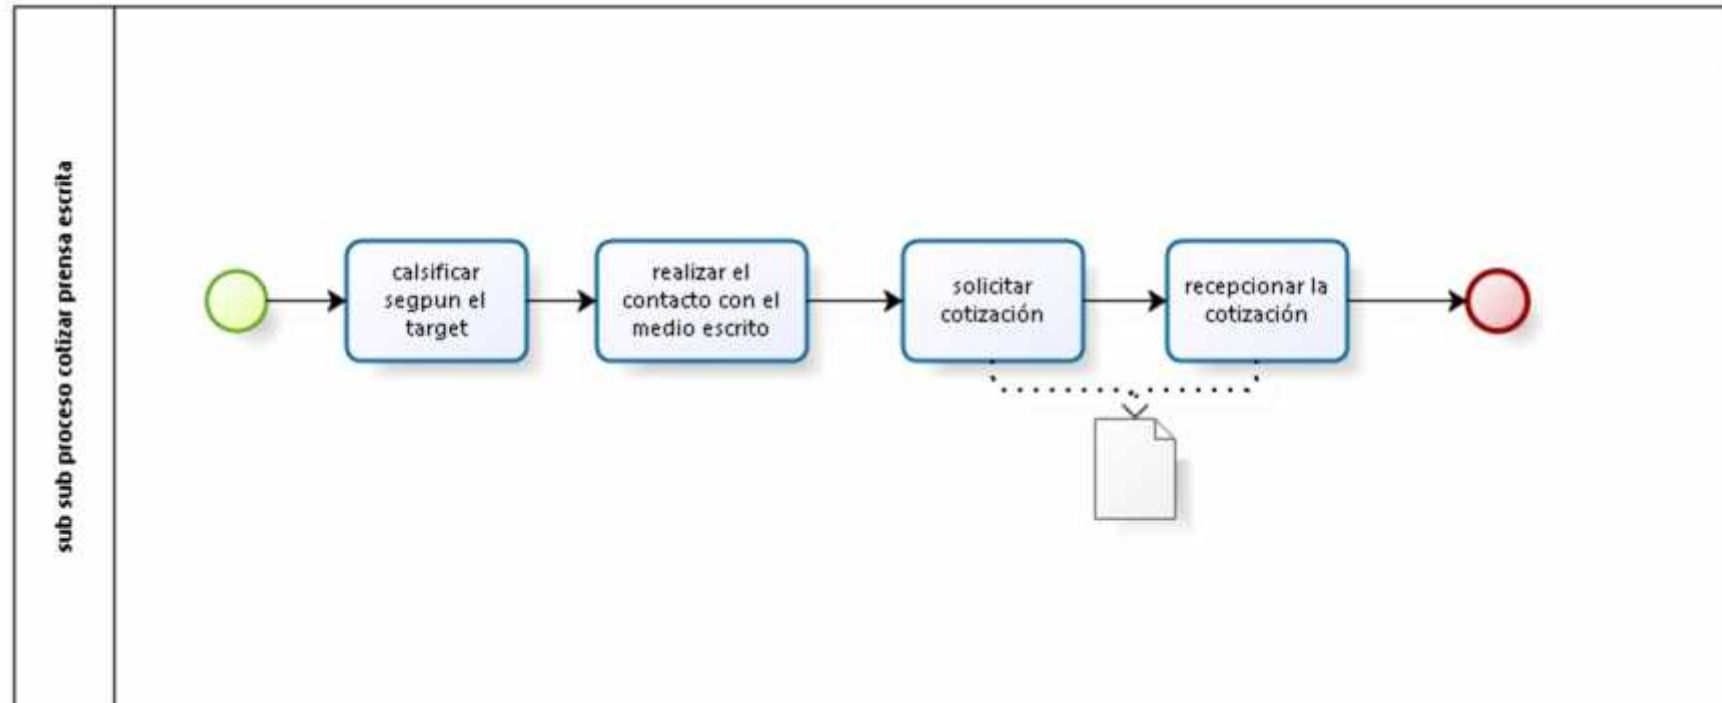 sub sub proceso cotizar prensa escrita
calsificar
segpun el
target
realizar el
contacto con el
medio escrito
solicitar
cotización
recepcionar la
cotización